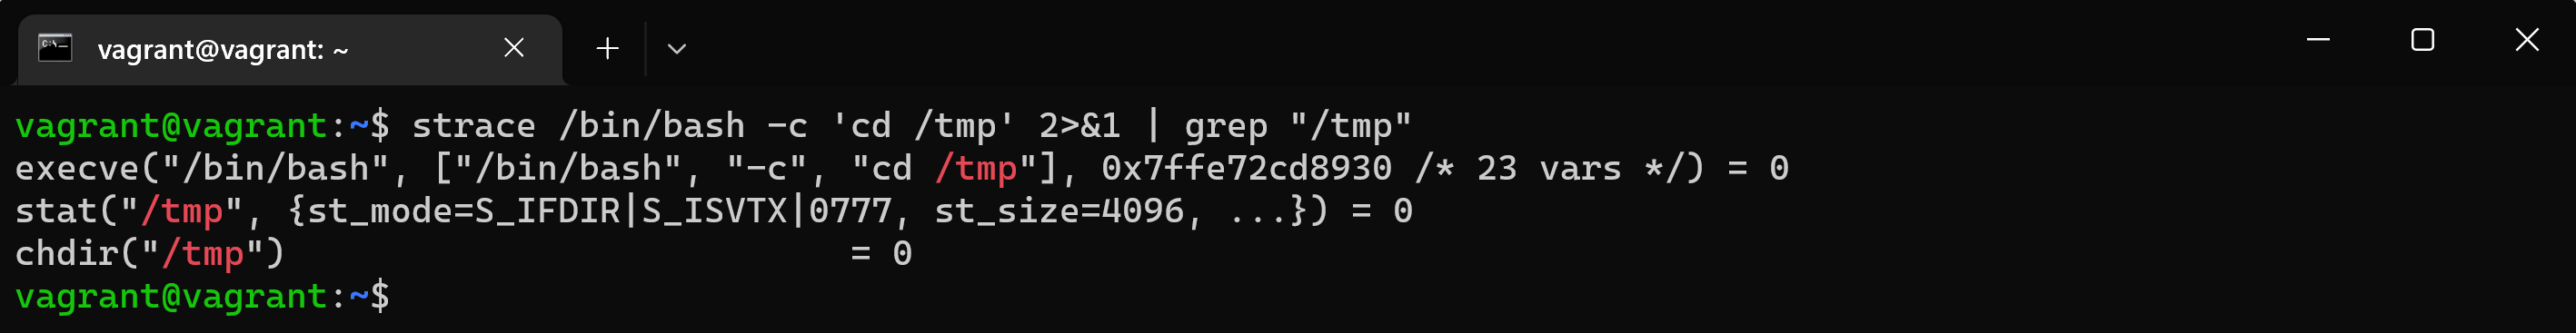 vagrant@vagrant: ~
vagrant@vagrant:~$ strace /bin/bash -c 'cd /tmp' 2>&1 | grep "/tmp"
execve("/bin/bash", ["/bin/bash", "-c", "cd /tmp"], 0x7ffe72cd8930 /* 23 vars */) = 0
stat("/tmp", {st_mode=S_IFDIR|S_ISVTX|0777, st_size=4096, ...}) = 0
chdir("/tmp")                           = 0
vagrant@vagrant:~$